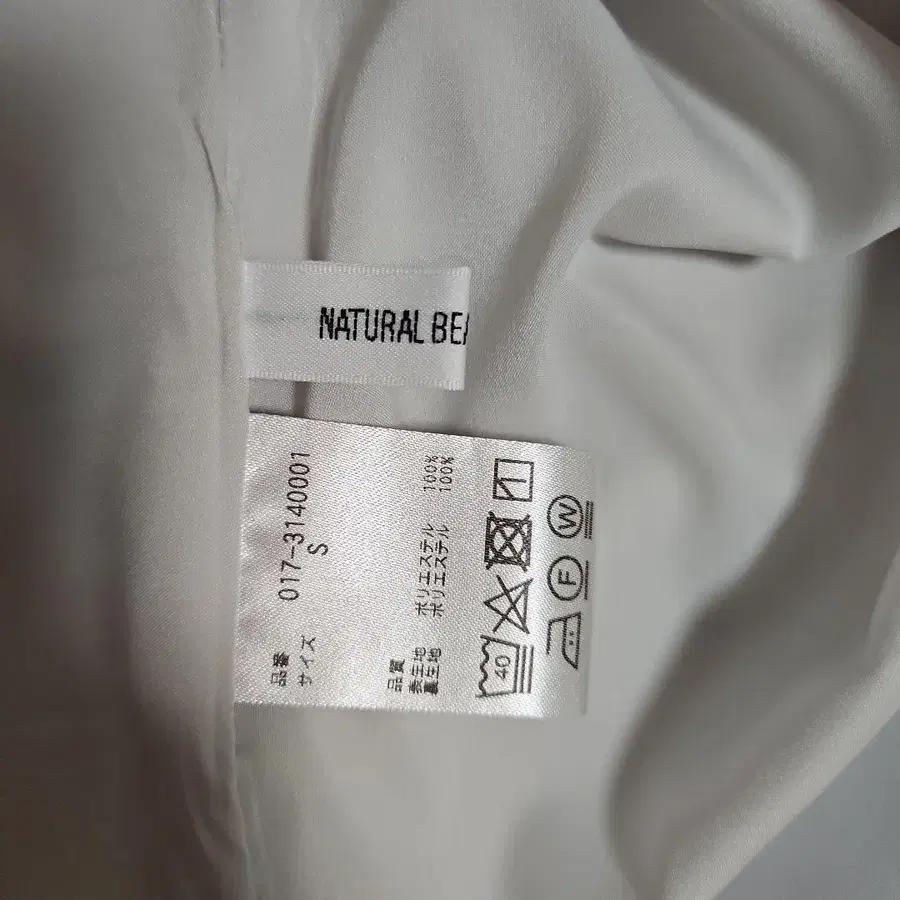 NATURAL BEA
品番 017-3140001
サイズ S
品質
表生地 ポリエステル 100%
裏生地 ポリエステル 100%
40
F W